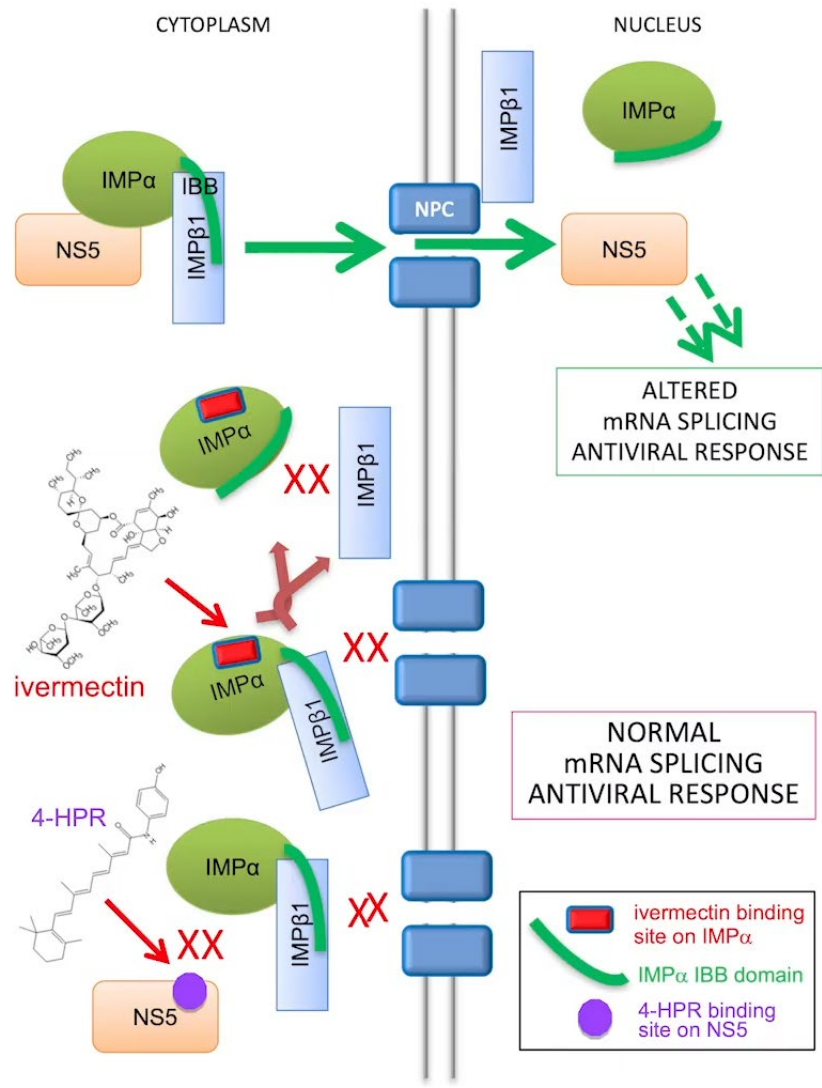 CYTOPLASM
NUCLEUS
IMPα
IBB
IMPβ1
NS5
NPC
IMPβ1
IMPα
NS5
ALTERED
mRNA SPLICING
ANTIVIRAL RESPONSE
IMPα
XX
IMPβ1
ivermectin
IMPα
IMPβ1
XX
NORMAL
mRNA SPLICING
ANTIVIRAL RESPONSE
4-HPR
OH
O
N
H
IMPα
IMPβ1
XX
XX
NS5
ivermectin binding
site on IMPα
IMPα IBB domain
4-HPR binding
site on NS5